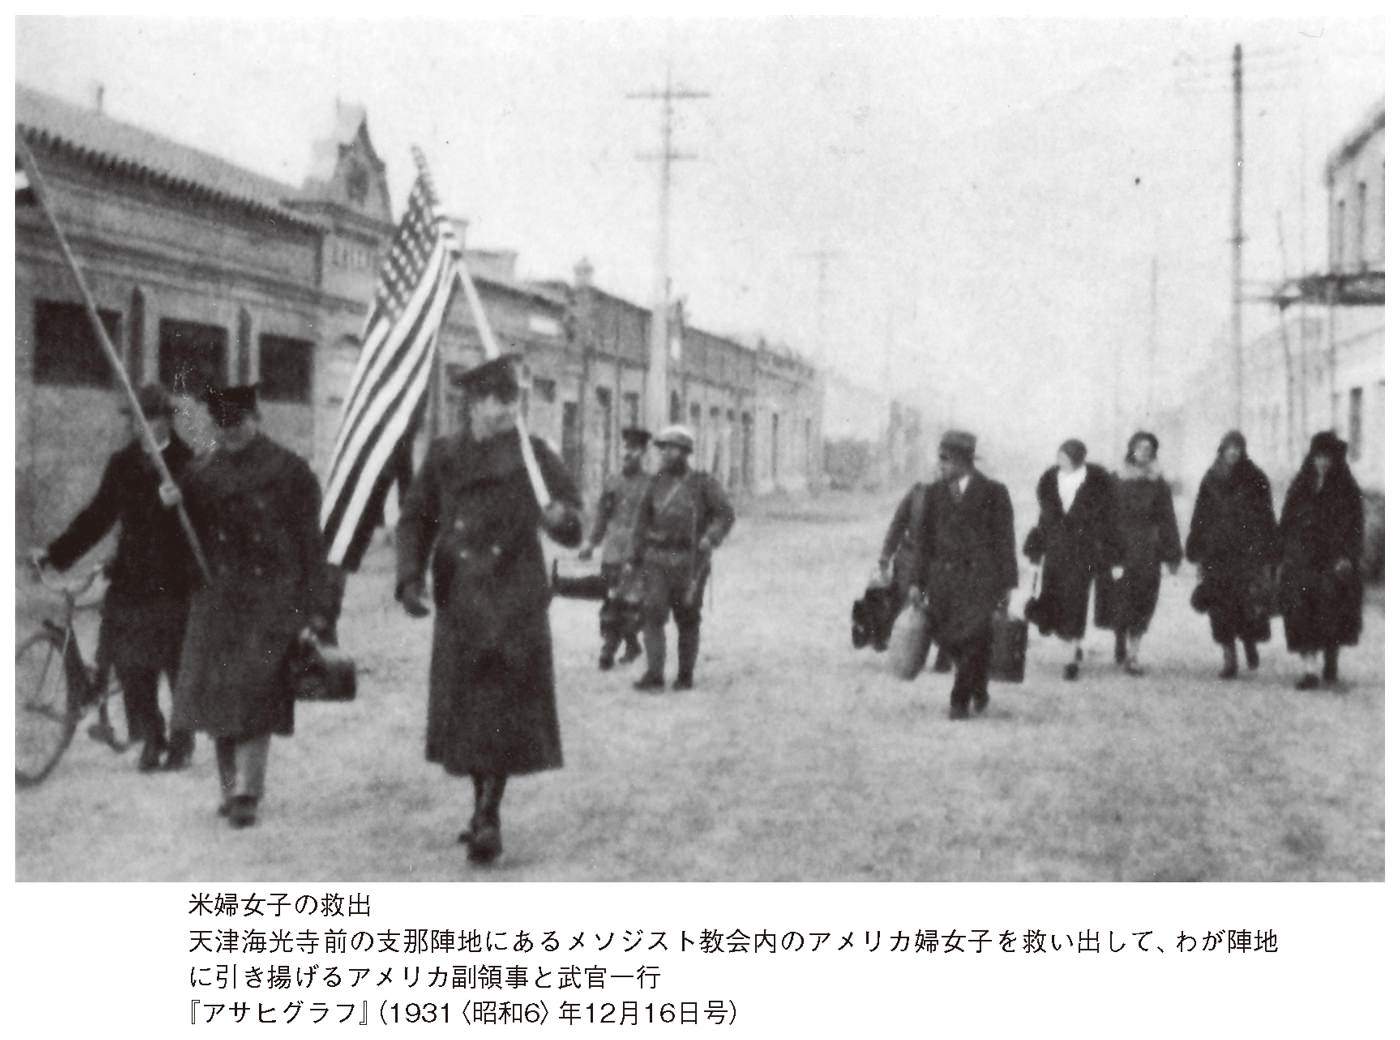 米婦女子の救出
天津海光寺前の支那陣地にあるメソジスト教会内のアメリカ婦女子を救い出して、わが陣地
に引き揚げるアメリカ副領事と武官一行
『アサヒグラフ』（1931〈昭和6〉年12月16日号）